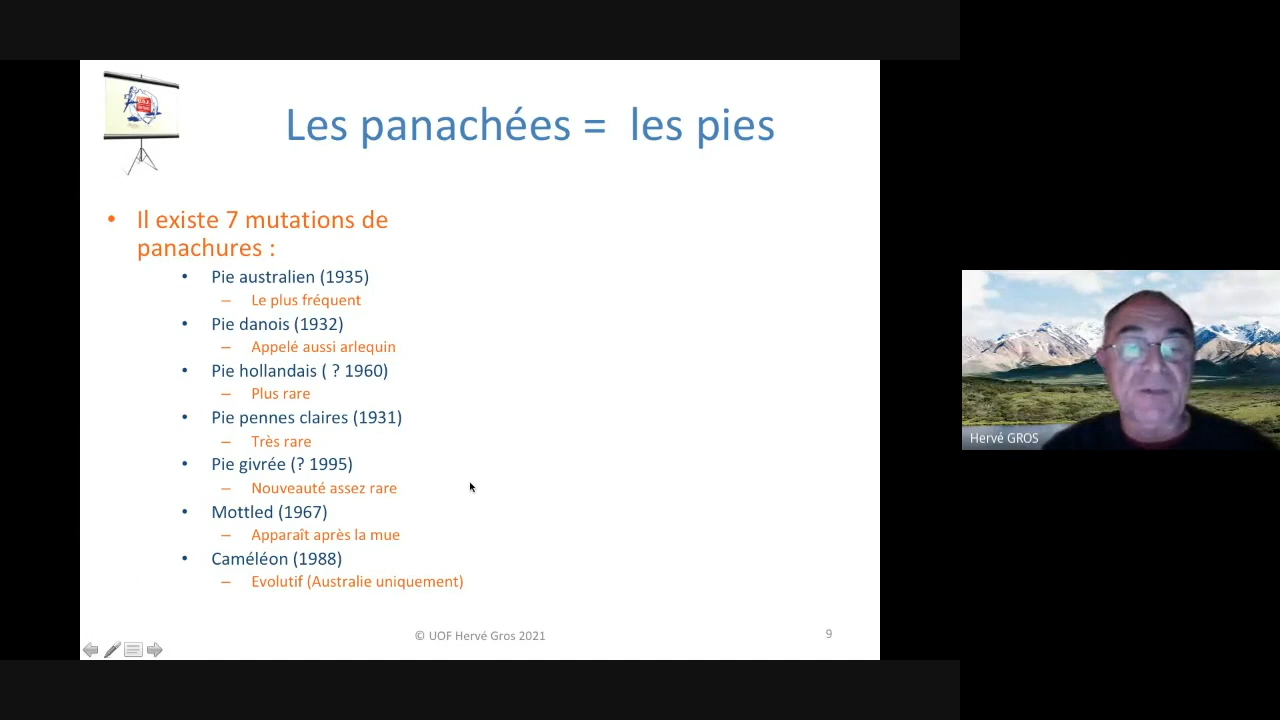 Les panachées = les pies
• Il existe 7 mutations de
panachures :
• Pie australien (1935)
– Le plus fréquent
• Pie danois (1932)
– Appelé aussi arlequin
• Pie hollandais ( ? 1960)
– Plus rare
• Pie pennes claires (1931)
– Très rare
• Pie givrée (? 1995)
– Nouveauté assez rare
• Mottled (1967)
– Apparaît après la mue
• Caméléon (1988)
– Evolutif (Australie uniquement)
© UOF Hervé Gros 2021
9
Hervé GROS